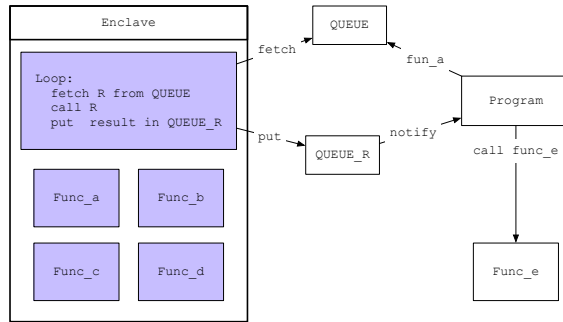 Enclave
QUEUE
fetch
fun_a
Loop:
fetch R from QUEUE
call R
put result in QUEUE_R
Program
put
notify
QUEUE_R
call func_e
Func_a
Func_b
Func_c
Func_d
Func_e